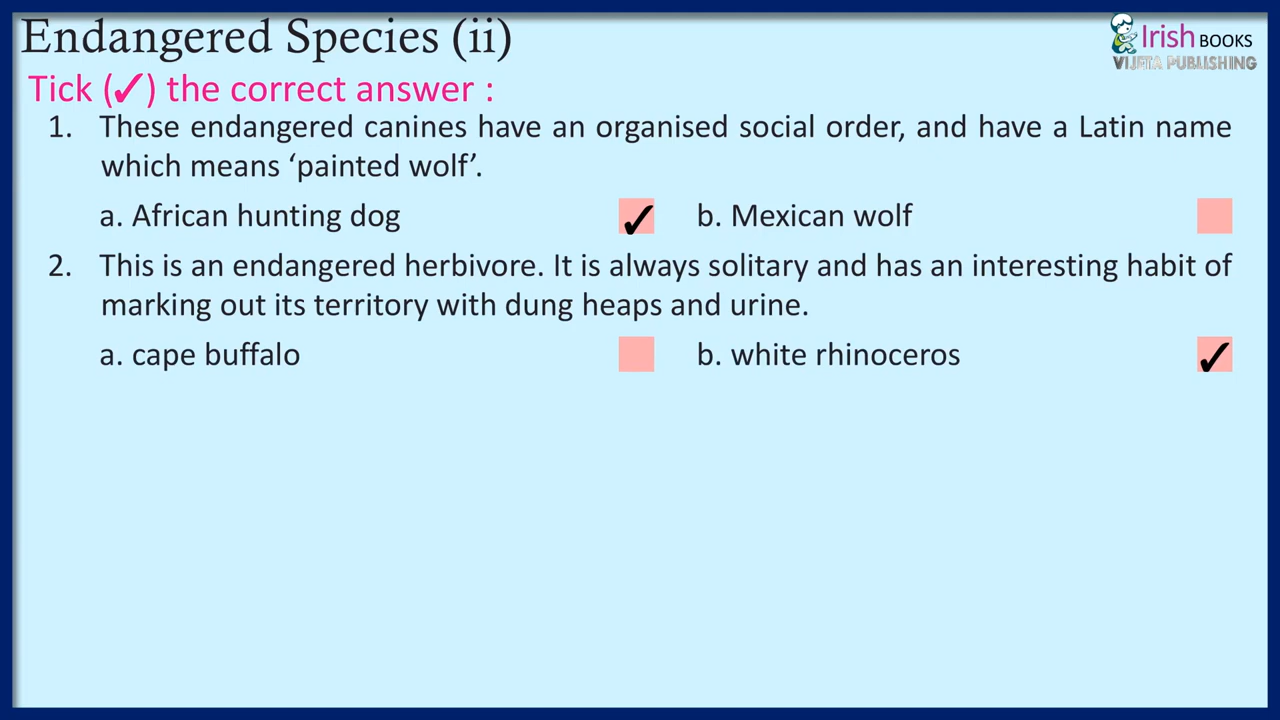 Endangered Species (ii)
Irish BOOKS
VIJETA PUBLISHING
Tick (✓) the correct answer :
1. These endangered canines have an organised social order, and have a Latin name
which means ‘painted wolf’.
a. African hunting dog ✓ b. Mexican wolf
2. This is an endangered herbivore. It is always solitary and has an interesting habit of
marking out its territory with dung heaps and urine.
a. cape buffalo b. white rhinoceros ✓